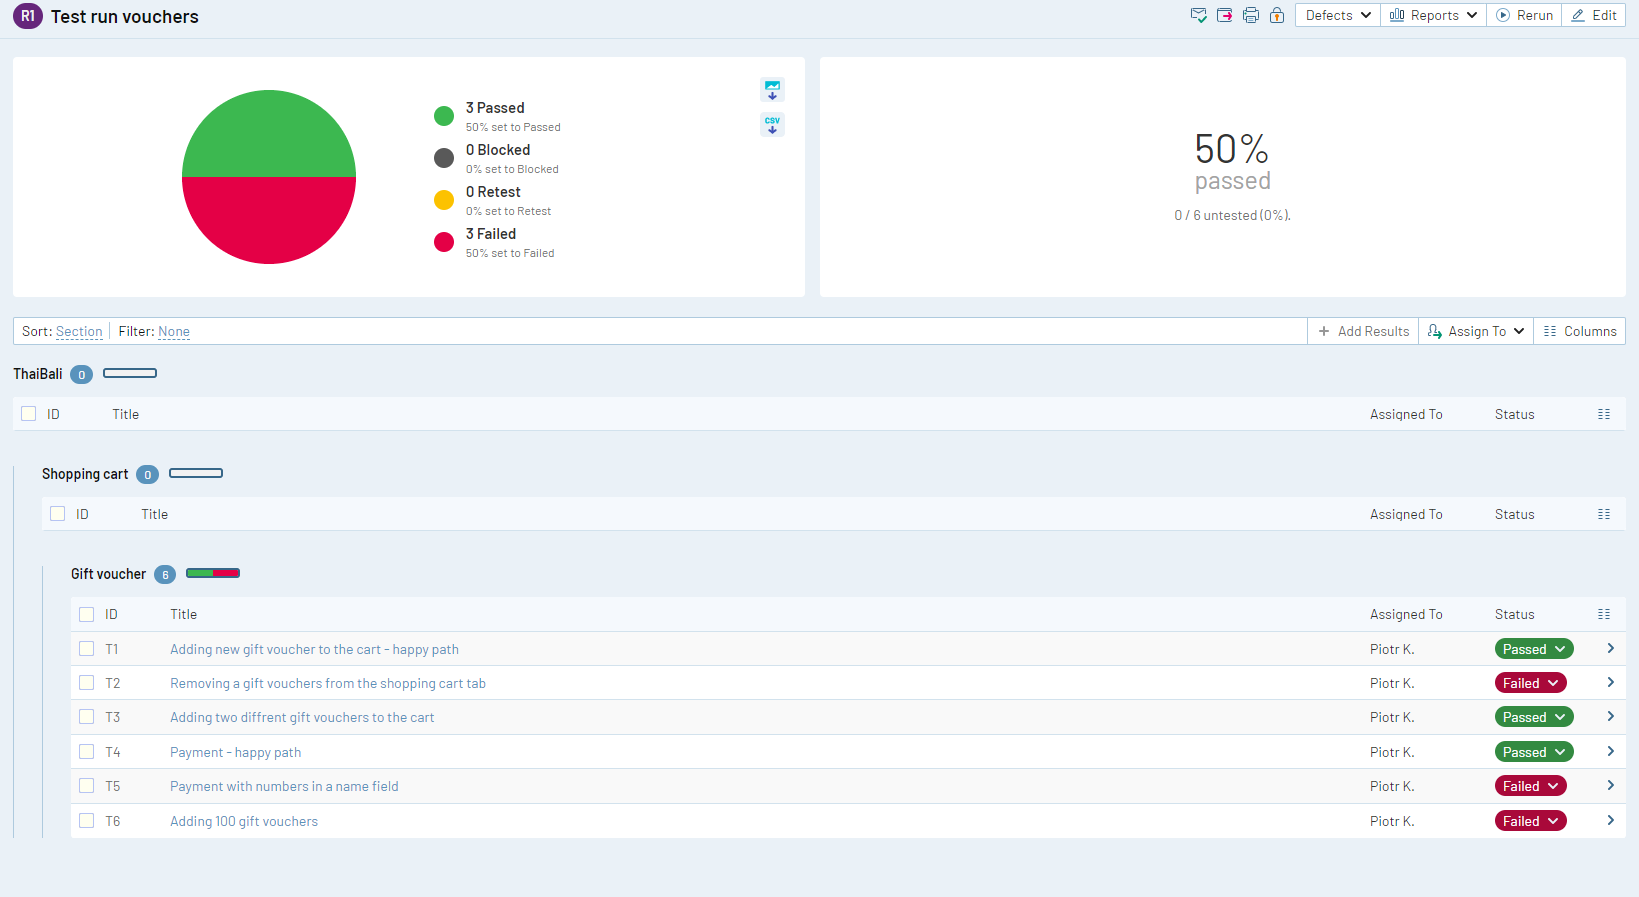 R1 Test run vouchers
Defects Reports Rerun Edit
3 Passed
50% set to Passed
0 Blocked
0% set to Blocked
0 Retest
0% set to Retest
3 Failed
50% set to Failed
CSV
50%
passed
0 / 6 untested (0%).
Sort: Section Filter: None + Add Results Assign To Columns
ThaiBali 0
ID Title Assigned To Status
Shopping cart 0
ID Title Assigned To Status
Gift voucher 6
ID Title Assigned To Status
T1 Adding new gift voucher to the cart - happy path Piotr K. Passed
T2 Removing a gift vouchers from the shopping cart tab Piotr K. Failed
T3 Adding two diffrent gift vouchers to the cart Piotr K. Passed
T4 Payment - happy path Piotr K. Passed
T5 Payment with numbers in a name field Piotr K. Failed
T6 Adding 100 gift vouchers Piotr K. Failed